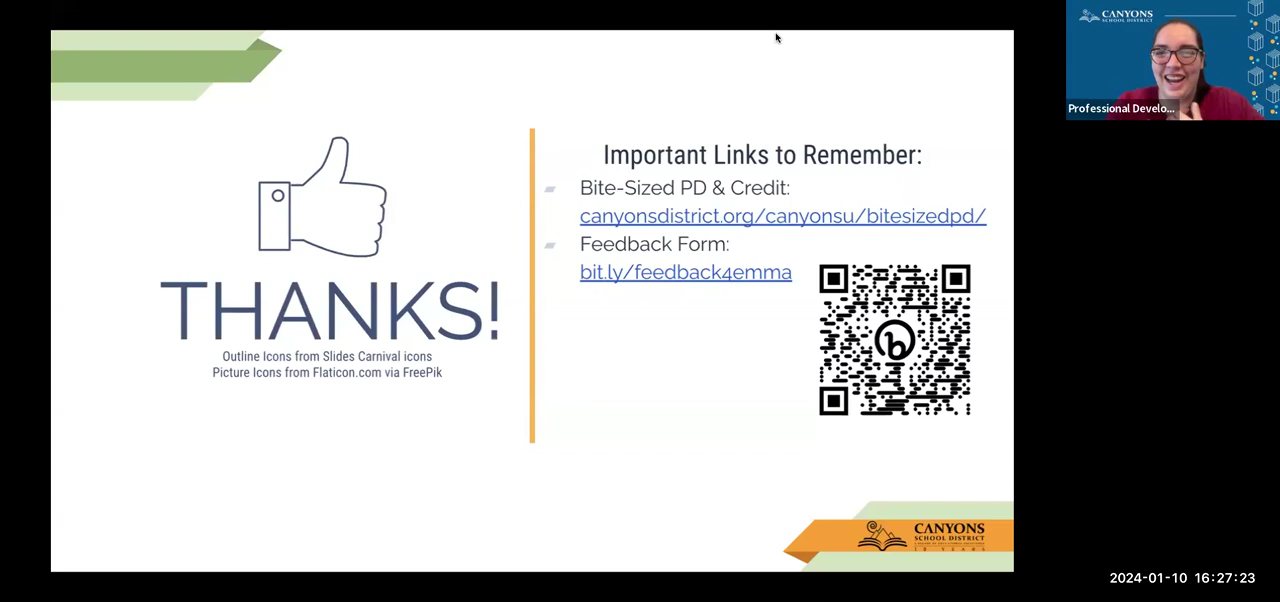 CANYONS
SCHOOL DISTRICT
Professional Develo...
Important Links to Remember:
Bite-Sized PD & Credit:
canyonsdistrict.org/canyonsu/bitesizedpd/
Feedback Form:
bit.ly/feedback4emma
THANKS!
Outline Icons from Slides Carnival icons
Picture Icons from Flaticon.com via FreePik
b
CANYONS
SCHOOL DISTRICT
2024-01-10 16:27:23